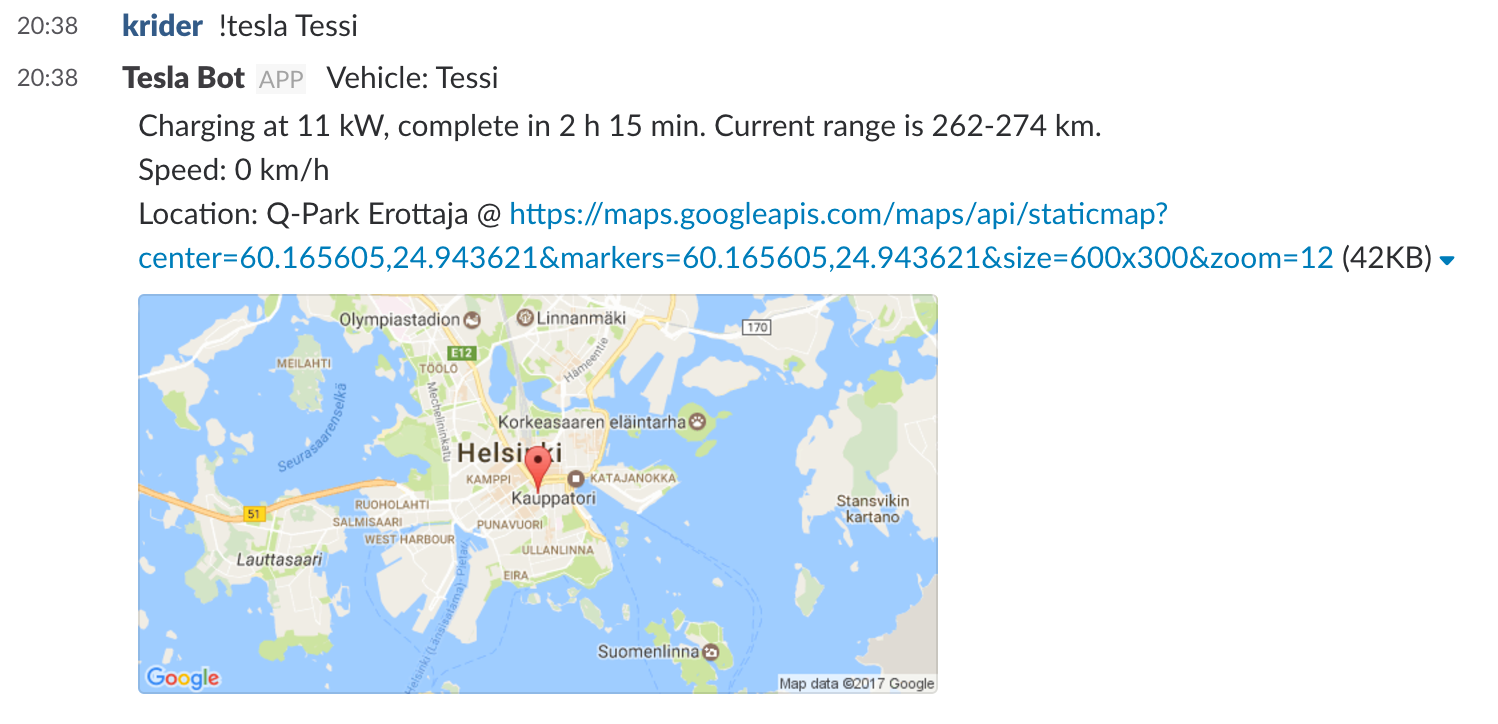 20:38 krider !tesla Tessi
20:38 Tesla Bot APP Vehicle: Tessi
Charging at 11 kW, complete in 2 h 15 min. Current range is 262-274 km.
Speed: 0 km/h
Location: Q-Park Erottaja @ https://maps.googleapis.com/maps/api/staticmap?
center=60.165605,24.943621&markers=60.165605,24.943621&size=600x300&zoom=12 (42KB)
Olympiastadion
Linnanmäki
170
E12
MEILAHTI
TÖÖLÖ
Hämeentie
Mechelininkatu
Seurasaarenselkä
Korkeasaaren eläintarha
Helsinki
KAMPPI
KATAJANOKKA
Kauppatori
Stansvikin
kartano
RUOHOLAHTI
51
SALMISAARI
PUNAVUORI
WEST HARBOUR
ULLANLINNA
Lauttasaari
EIRA
Helsinki (Länsisatama)- Pietari
Suomenlinna
Google
Map data ©2017 Google